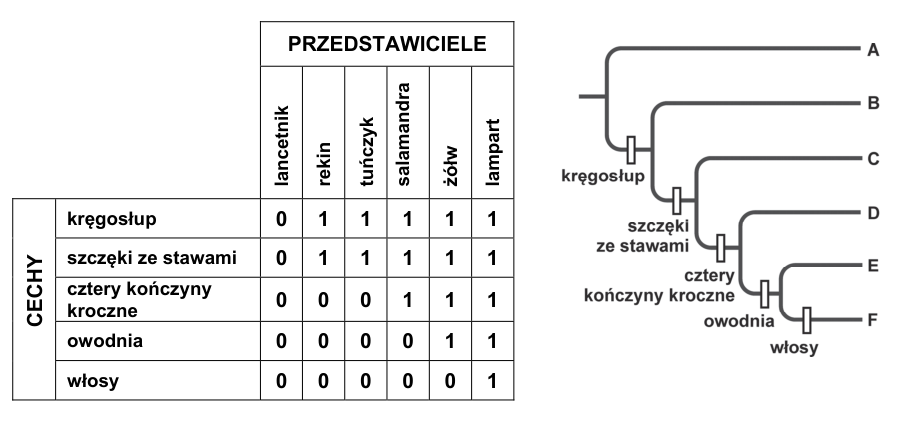 PRZEDSTAWICIELE
lancetnik rekin tuńczyk salamandra żółw lampart
CECHY
kręgosłup 0 1 1 1 1 1
szczęki ze stawami 0 1 1 1 1 1
cztery kończyny
kroczne 0 0 0 1 1 1
owodnia 0 0 0 0 1 1
włosy 0 0 0 0 0 1
A
B
kręgosłup
C
szczęki
ze stawami
D
cztery
kończyny kroczne
E
owodnia
F
włosy